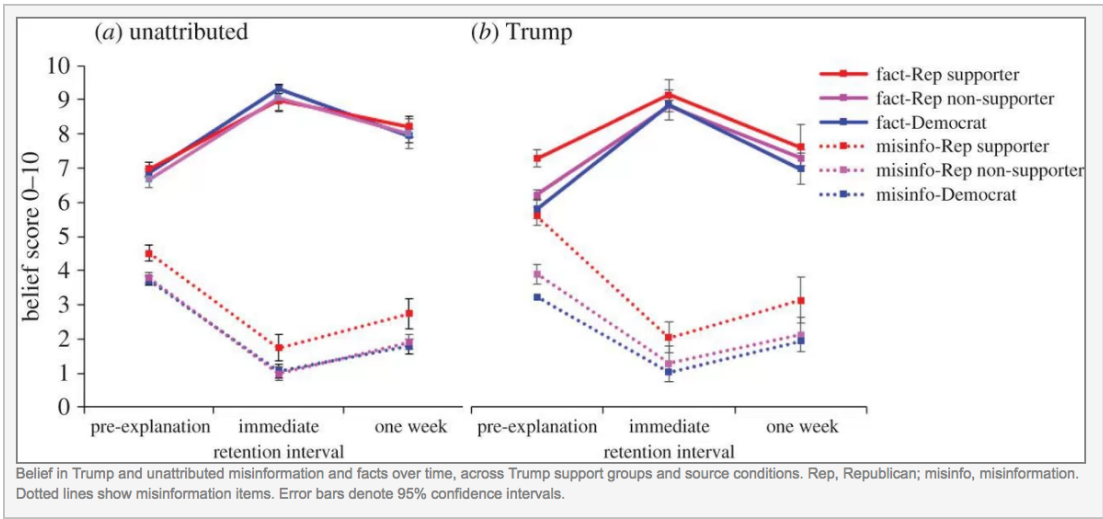 (a) unattributed
(b) Trump
10
9
8
7
6
5
4
3
2
1
0
belief score 0–10
pre-explanation immediate one week
retention interval
pre-explanation immediate one week
retention interval
fact-Rep supporter
fact-Rep non-supporter
fact-Democrat
misinfo-Rep supporter
misinfo-Rep non-supporter
misinfo-Democrat
Belief in Trump and unattributed misinformation and facts over time, across Trump support groups and source conditions. Rep, Republican; misinfo, misinformation.
Dotted lines show misinformation items. Error bars denote 95% confidence intervals.